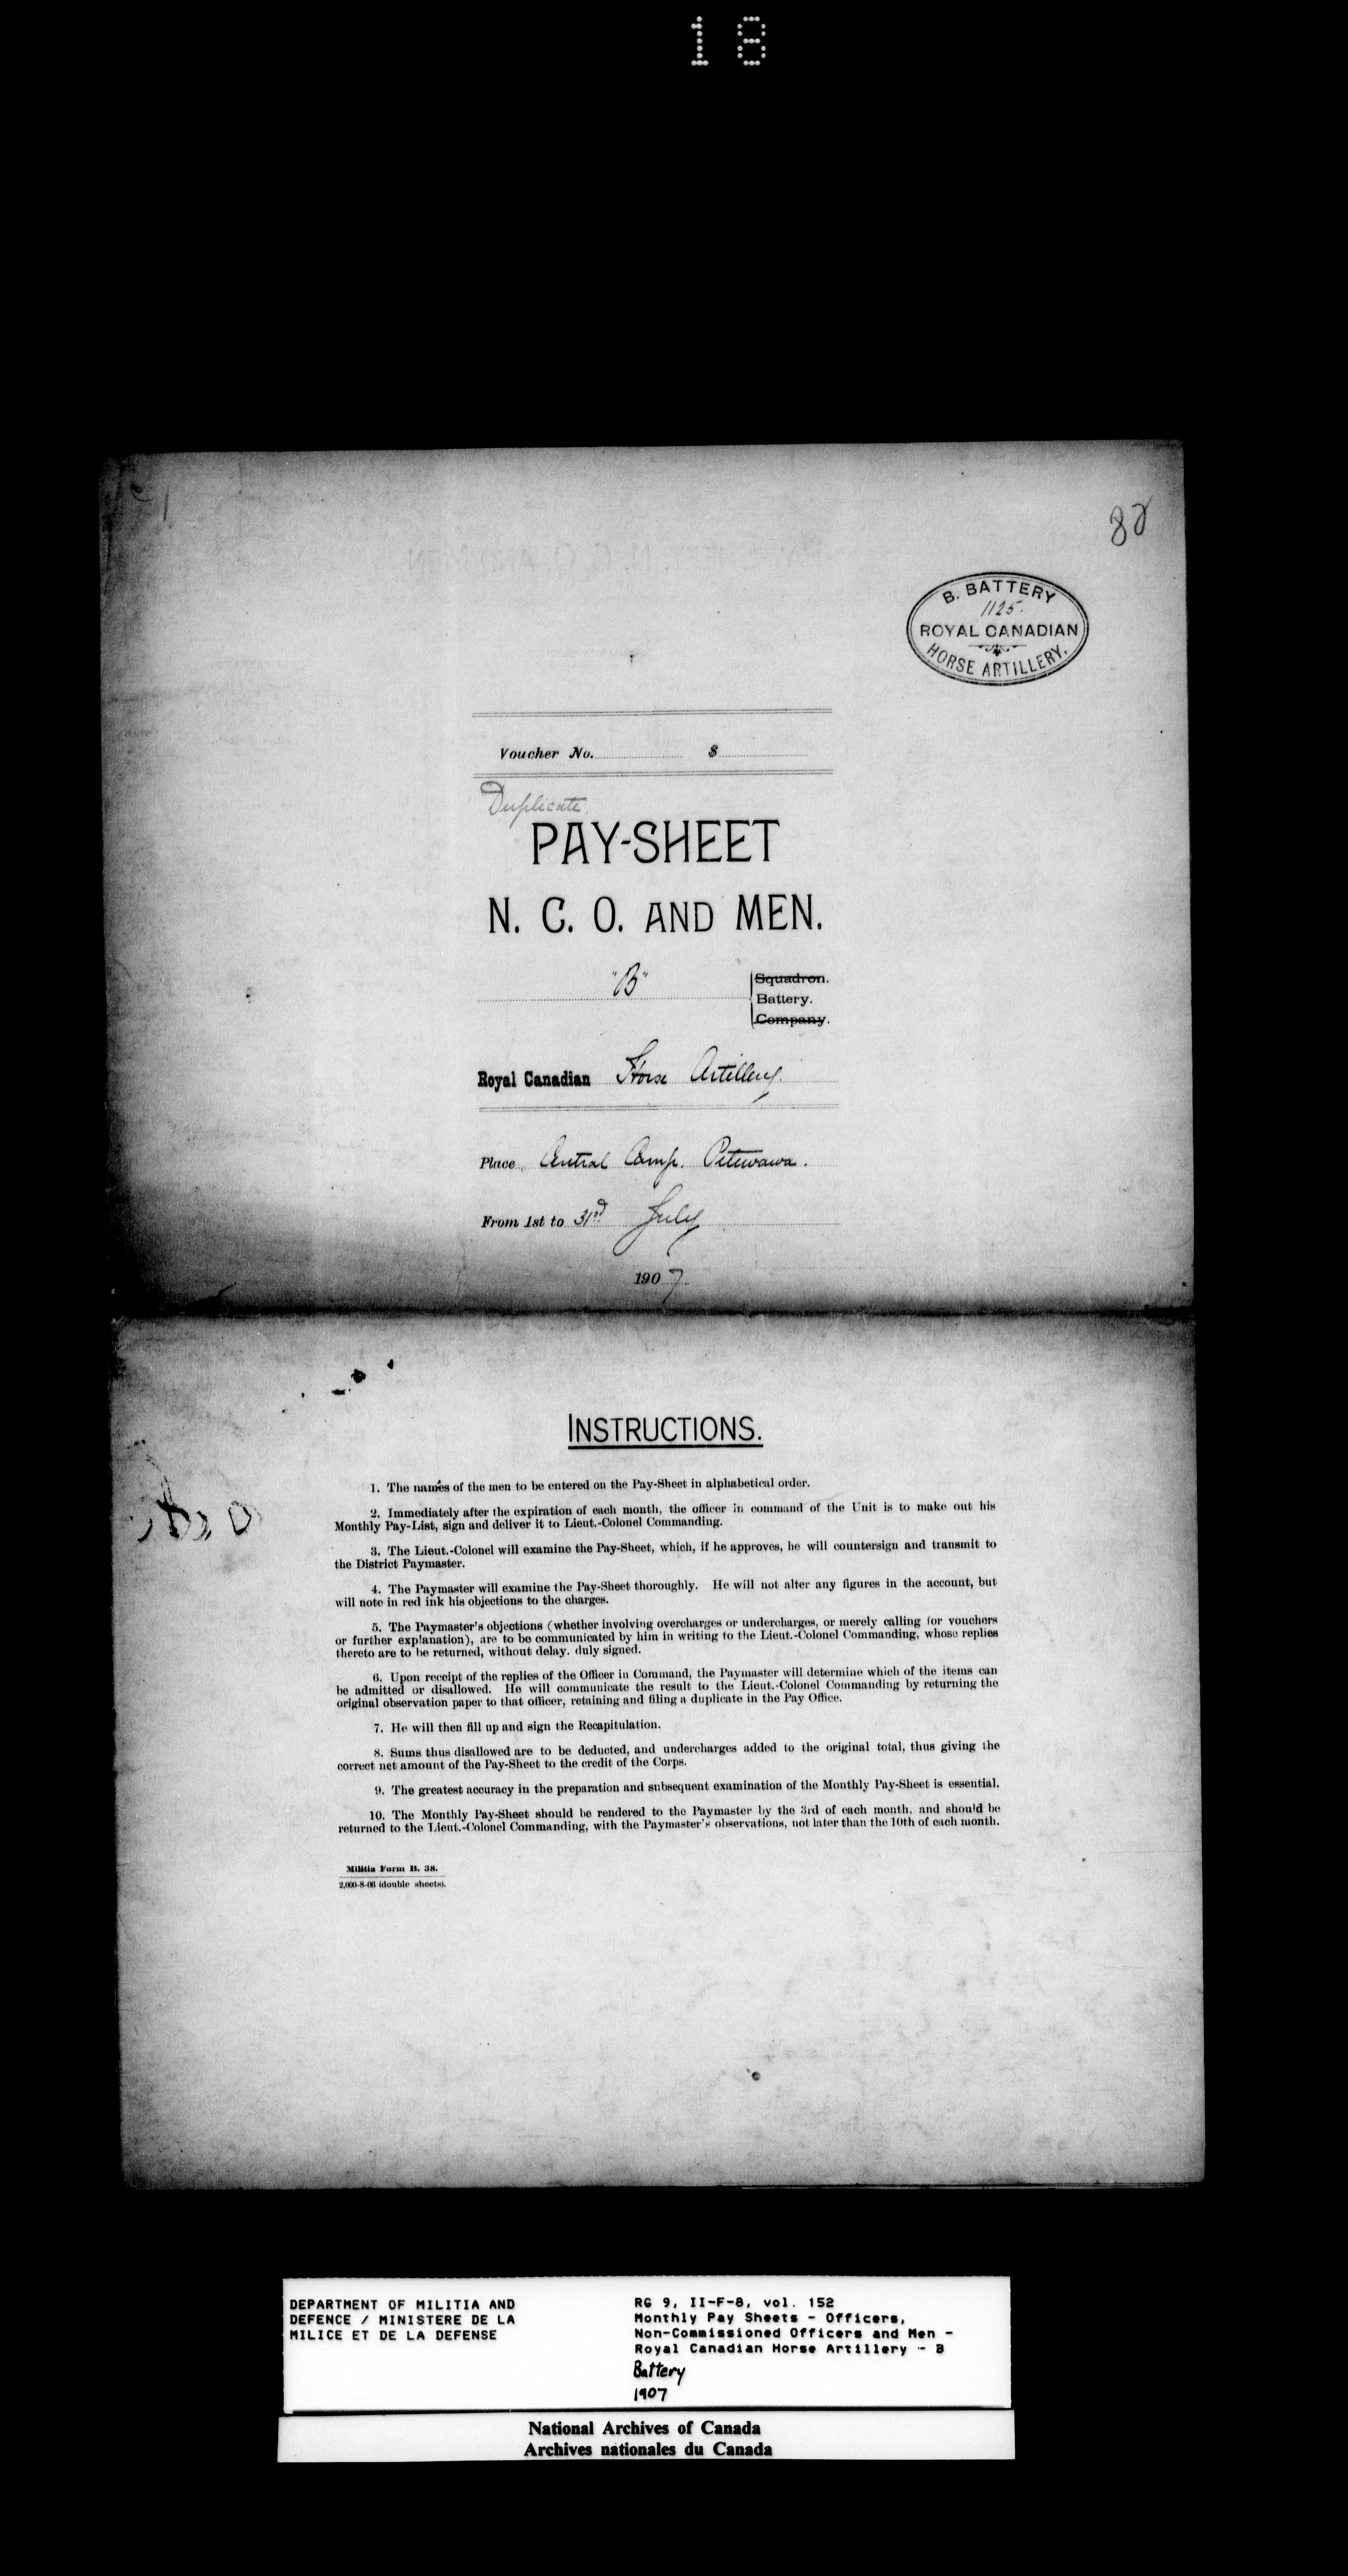 18
80
B. BATTERY
1125.
ROYAL CANADIAN
HORSE ARTILLERY.
Voucher No. $
Duplicate
PAY-SHEET
N. C. O. AND MEN.
"B"
Squadron.
Battery.
Company.
Royal Canadian Horse Artillery.
Place Central Camp. Petewawa.
From 1st to 31st July
1907.
INSTRUCTIONS.
1. The names of the men to be entered on the Pay-Sheet in alphabetical order.
2. Immediately after the expiration of each month, the officer in command of the Unit is to make out his
Monthly Pay-List, sign and deliver it to Lieut.-Colonel Commanding.
3. The Lieut.-Colonel will examine the Pay-Sheet, which, if he approves, he will countersign and transmit to
the District Paymaster.
4. The Paymaster will examine the Pay-Sheet thoroughly. He will not alter any figures in the account, but
will note in red ink his objections to the charges.
5. The Paymaster's objections (whether involving overcharges or undercharges, or merely calling for vouchers
or further explanation), are to be communicated by him in writing to the Lieut.-Colonel Commanding, whose replies
thereto are to be returned, without delay, duly signed.
6. Upon receipt of the replies of the Officer in Command, the Paymaster will determine which of the items can
be admitted or disallowed. He will communicate the result to the Lieut.-Colonel Commanding by returning the
original observation paper to that officer, retaining and filing a duplicate in the Pay Office.
7. He will then fill up and sign the Recapitulation.
8. Sums thus disallowed are to be deducted, and undercharges added to the original total, thus giving the
correct net amount of the Pay-Sheet to the credit of the Corps.
9. The greatest accuracy in the preparation and subsequent examination of the Monthly Pay-Sheet is essential.
10. The Monthly Pay-Sheet should be rendered to the Paymaster by the 3rd of each month, and should be
returned to the Lieut.-Colonel Commanding, with the Paymaster's observations, not later than the 10th of each month.
Militia Form B. 38.
2,000-8-06 (double sheets).
DEPARTMENT OF MILITIA AND
DEFENCE / MINISTERE DE LA
MILICE ET DE LA DEFENSE
RG 9, II-F-8, vol. 152
Monthly Pay Sheets - Officers,
Non-Commissioned Officers and Men -
Royal Canadian Horse Artillery - B
Battery
1907
National Archives of Canada
Archives nationales du Canada